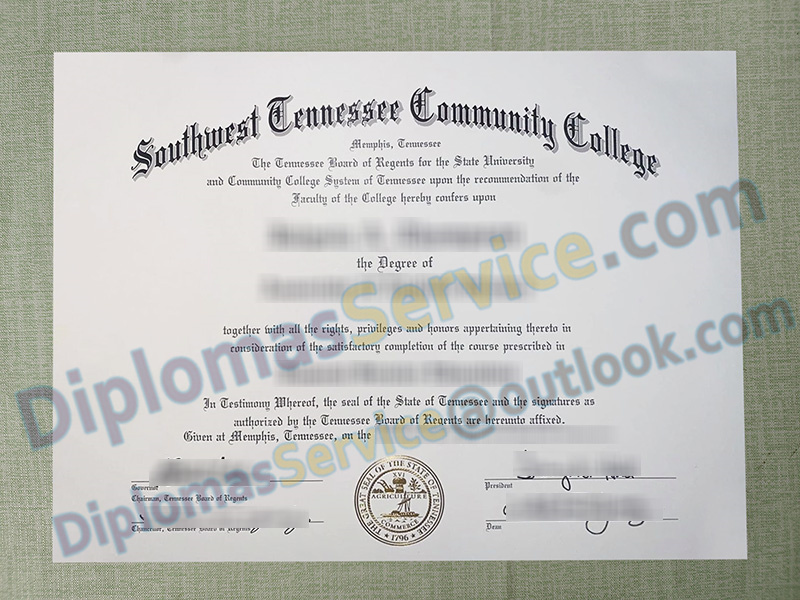 Southwest Tennessee Community College
Memphis, Tennessee
The Tennessee Board of Regents for the State University
and Community College System of Tennessee upon the recommendation of the
Faculty of the College hereby confers upon
the Degree of
together with all the rights, privileges and honors appertaining thereto in
consideration of the satisfactory completion of the course prescribed in
In Testimony Whereof, the seal of the State of Tennessee and the signatures as
authorized by the Tennessee Board of Regents are hereunto affixed.
Given at Memphis, Tennessee, on the
Governor
Chairman, Tennessee Board of Regents
President
Chancellor, Tennessee Board of Regents
Dean
THE GREAT SEAL OF THE STATE OF TENNESSEE
XVI
AGRICULTURE
COMMERCE
1796
DiplomasService.com
DiplomasService@outlook.com